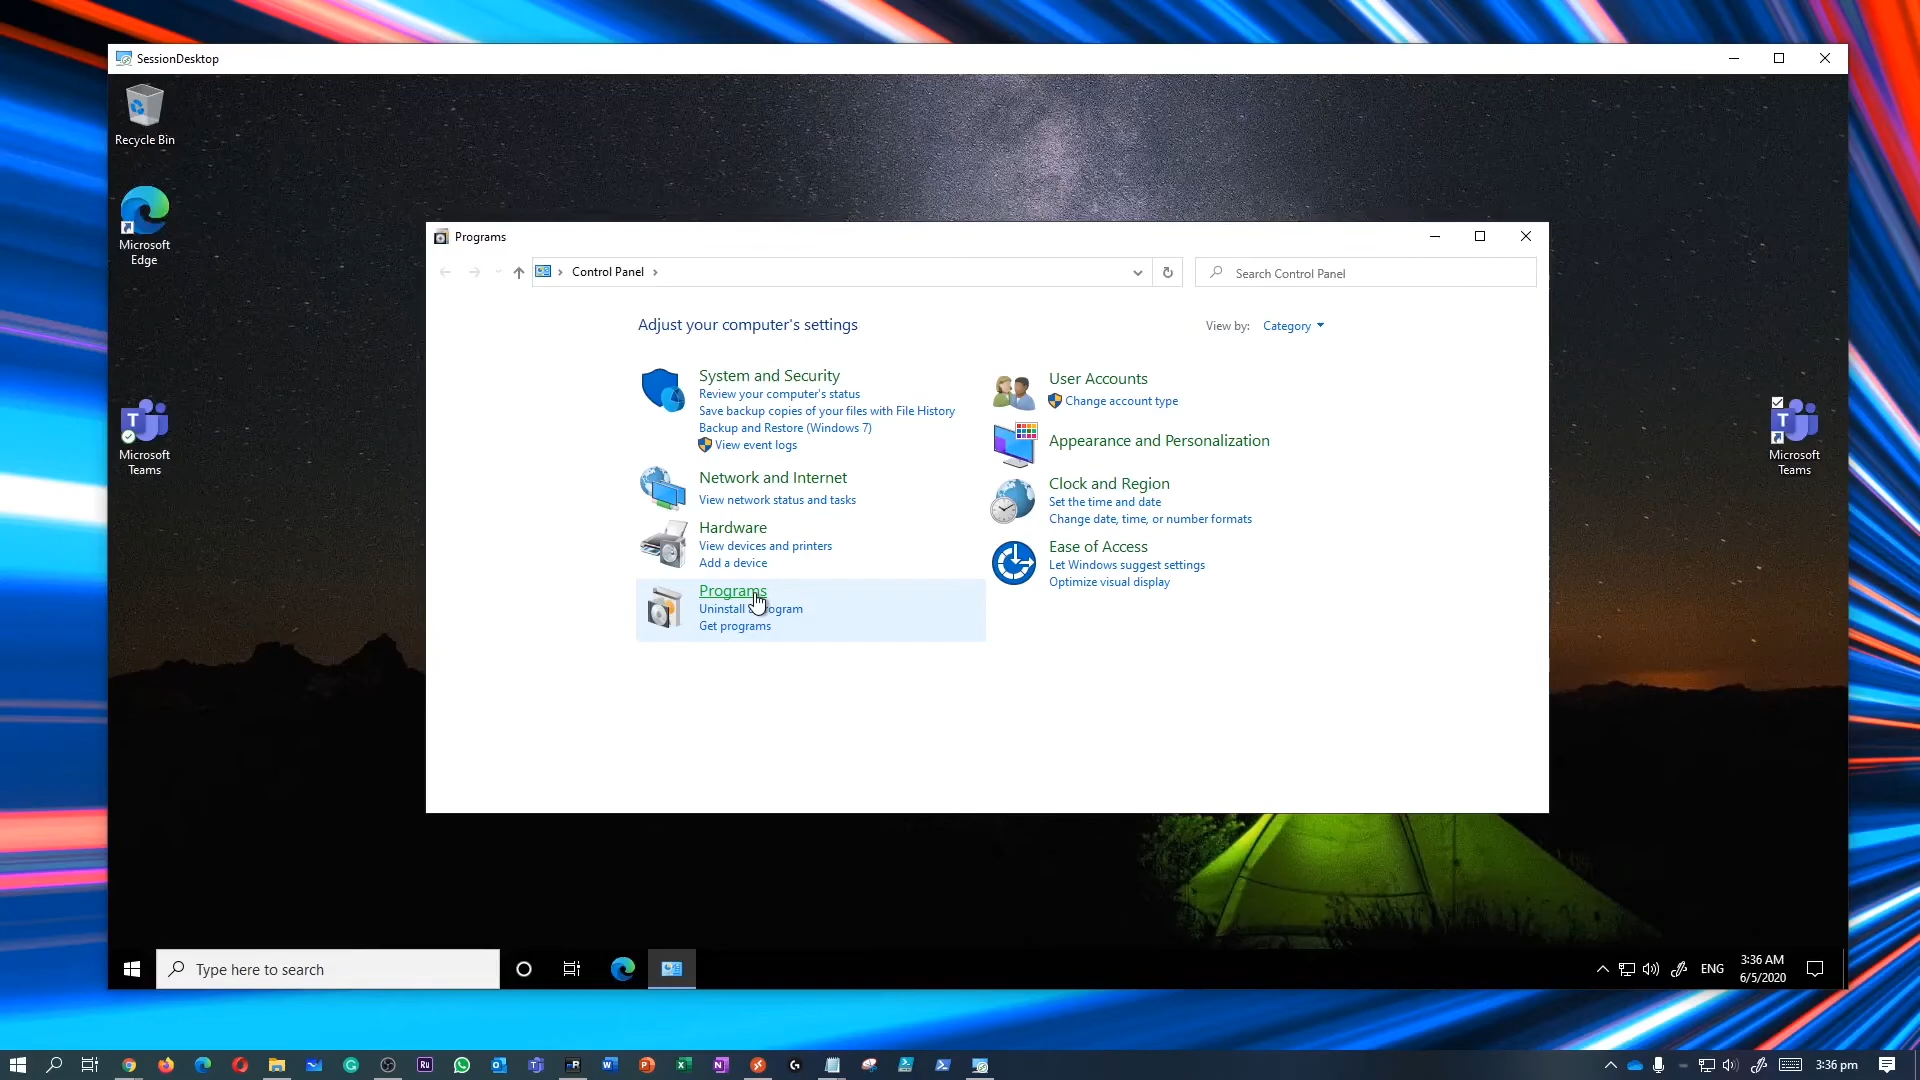 SessionDesktop
Recycle Bin
Microsoft
Edge
Microsoft
Teams
Microsoft
Teams
Programs
Control Panel
Search Control Panel
Adjust your computer's settings
View by: Category
System and Security
Review your computer's status
Save backup copies of your files with File History
Backup and Restore (Windows 7)
View event logs
Network and Internet
View network status and tasks
Hardware
View devices and printers
Add a device
Programs
Uninstall program
Get programs
User Accounts
Change account type
Appearance and Personalization
Clock and Region
Set the time and date
Change date, time, or number formats
Ease of Access
Let Windows suggest settings
Optimize visual display
Type here to search
ENG
3:36 AM
6/5/2020
3:36 pm